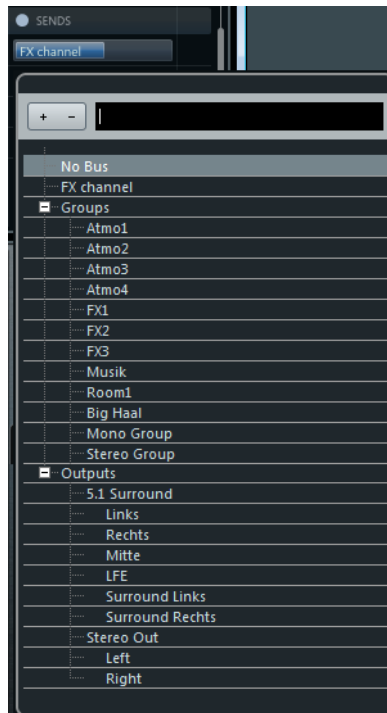 SENDS
FX channel
+ -
No Bus
FX channel
Groups
Atmo1
Atmo2
Atmo3
Atmo4
FX1
FX2
FX3
Musik
Room1
Big Haal
Mono Group
Stereo Group
Outputs
5.1 Surround
Links
Rechts
Mitte
LFE
Surround Links
Surround Rechts
Stereo Out
Left
Right